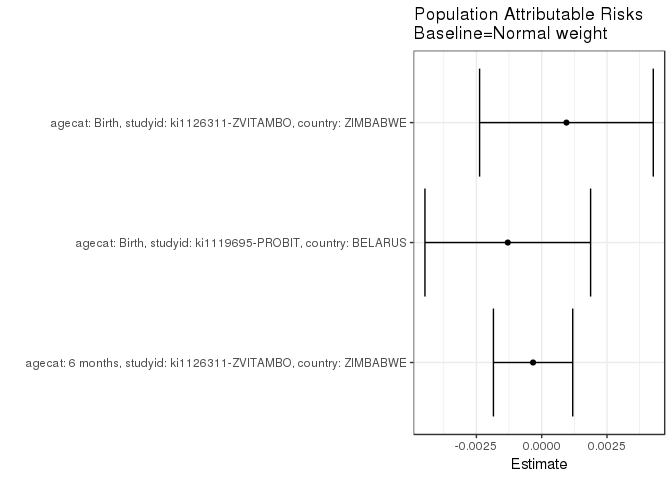 Population Attributable Risks
Baseline=Normal weight
agecat: Birth, studyid: ki1126311-ZVITAMBO, country: ZIMBABWE
agecat: Birth, studyid: ki1119695-PROBIT, country: BELARUS
agecat: 6 months, studyid: ki1126311-ZVITAMBO, country: ZIMBABWE
-0.0025 0.0000 0.0025
Estimate